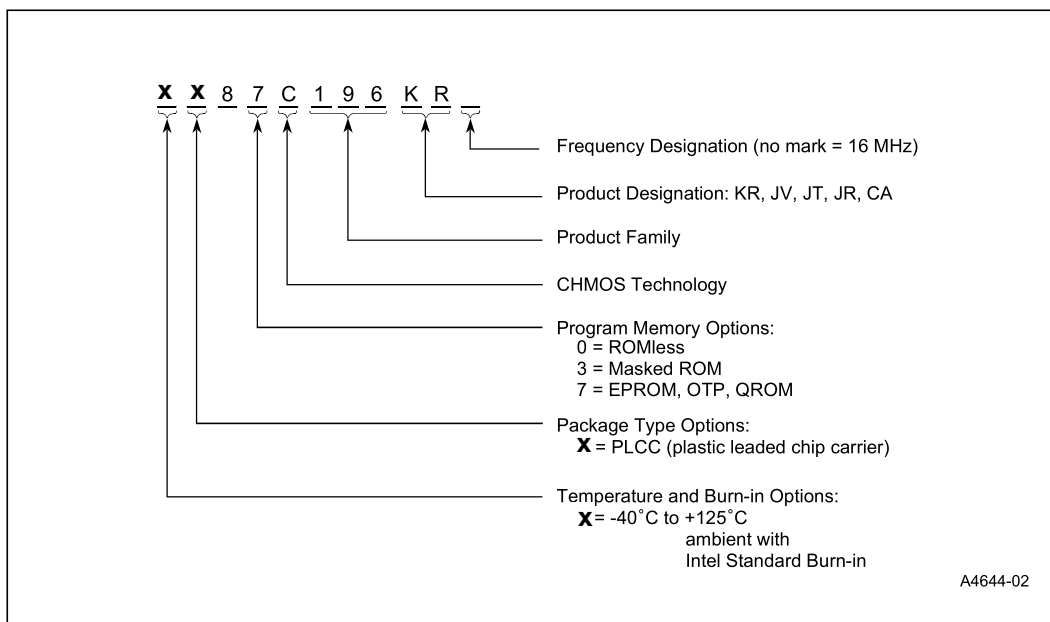 X X 8 7 C 1 9 6 K R _
Frequency Designation (no mark = 16 MHz)
Product Designation: KR, JV, JT, JR, CA
Product Family
CHMOS Technology
Program Memory Options:
0 = ROMless
3 = Masked ROM
7 = EPROM, OTP, QROM
Package Type Options:
X = PLCC (plastic leaded chip carrier)
Temperature and Burn-in Options:
X = -40˚C to +125˚C
ambient with
Intel Standard Burn-in
A4644-02